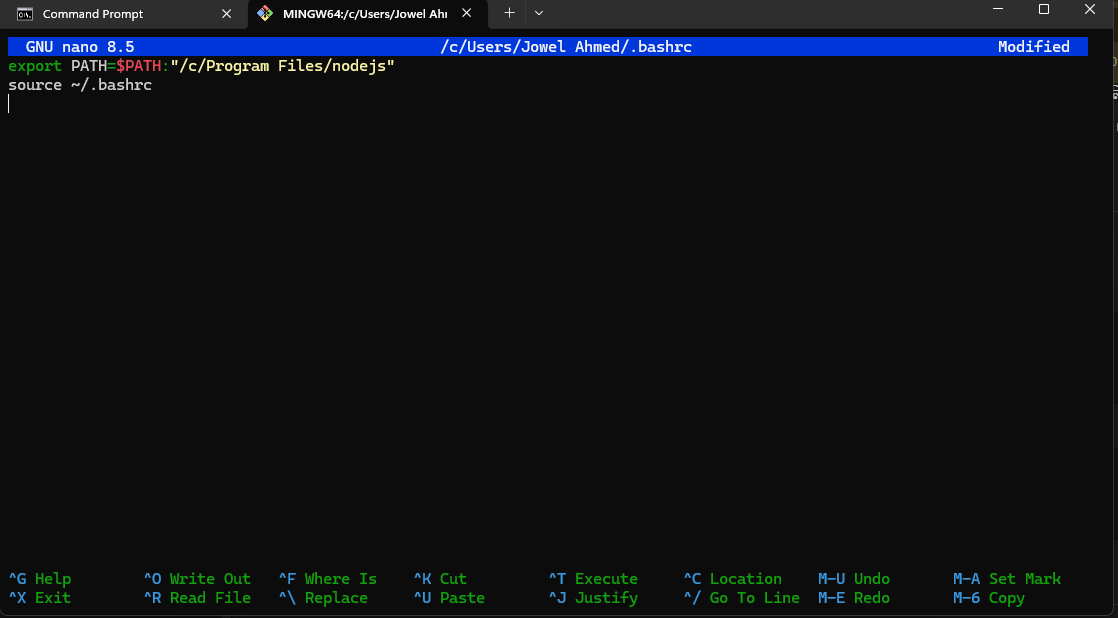 Command Prompt
MINGW64:/c/Users/Jowel Ah
GNU nano 8.5 /c/Users/Jowel Ahmed/.bashrc Modified
export PATH=$PATH:"/c/Program Files/nodejs"
source ~/.bashrc
^G Help ^O Write Out ^F Where Is ^K Cut ^T Execute ^C Location M-U Undo M-A Set Mark
^X Exit ^R Read File ^\ Replace ^U Paste ^J Justify ^/ Go To Line M-E Redo M-6 Copy